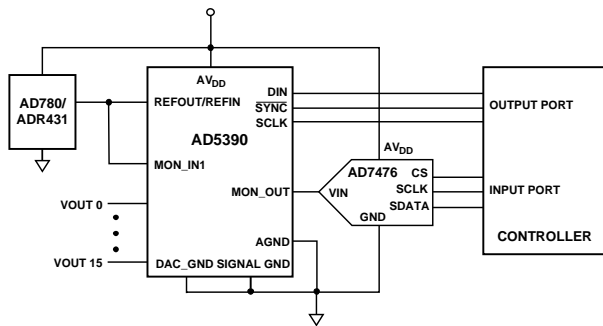 AVDD
AD780/
ADR431
REFOUT/REFIN
AD5390
MON_IN1
MON_OUT
VOUT 0
VOUT 15
AGND
DAC_GND
SIGNAL GND
DIN
SYNC
SCLK
AVDD
AD7476
VIN
CS
SCLK
SDATA
GND
OUTPUT PORT
INPUT PORT
CONTROLLER